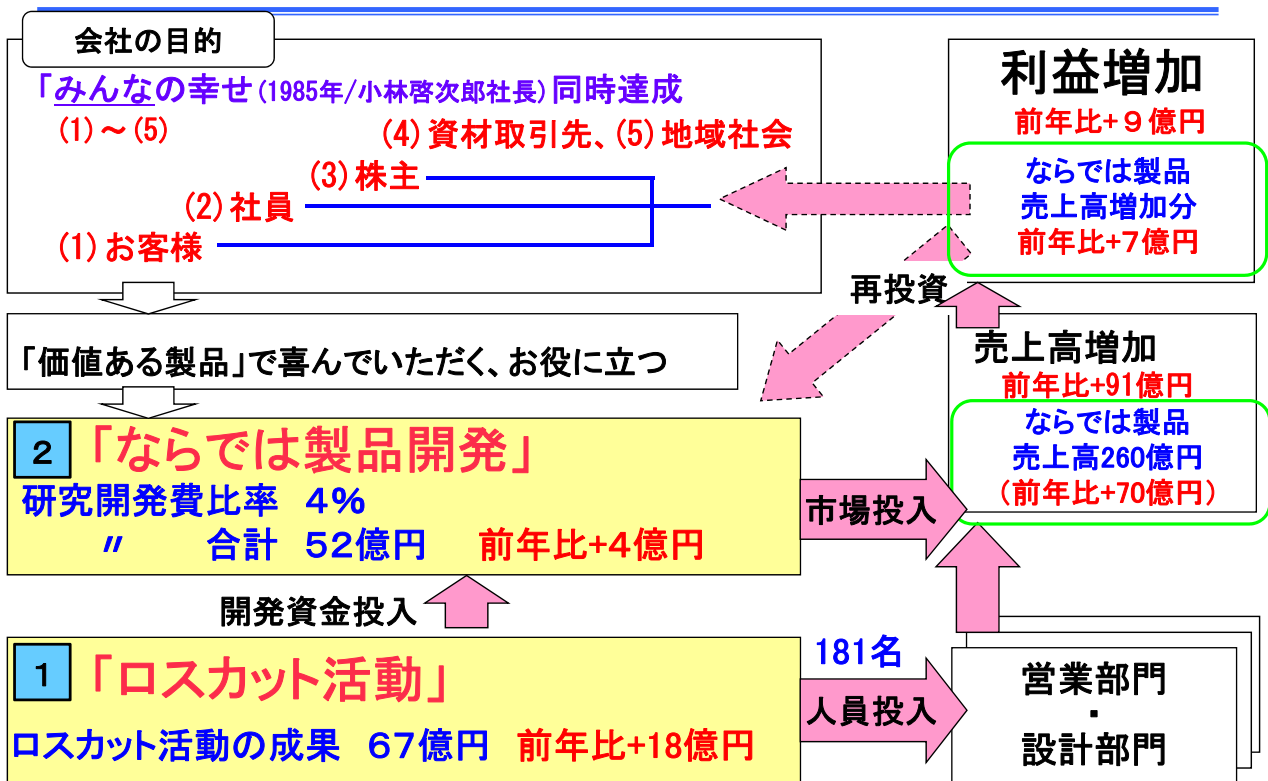 会社の目的
「みんなの幸せ(1985年/小林啓次郎社長)同時達成
(1)～(5)
(4)資材取引先、(5)地域社会
(3)株主
(2)社員
(1)お客様
利益増加
前年比+９億円
ならでは製品
売上高増加分
前年比+7億円
再投資
「価値ある製品」で喜んでいただく、お役に立つ
売上高増加
前年比+91億円
ならでは製品
売上高260億円
(前年比+70億円)
2 「ならでは製品開発」
研究開発費比率 4%
〃 合計 52億円 前年比+4億円
市場投入
開発資金投入
1 「ロスカット活動」
ロスカット活動の成果 67億円 前年比+18億円
181名
人員投入
営業部門
・
設計部門